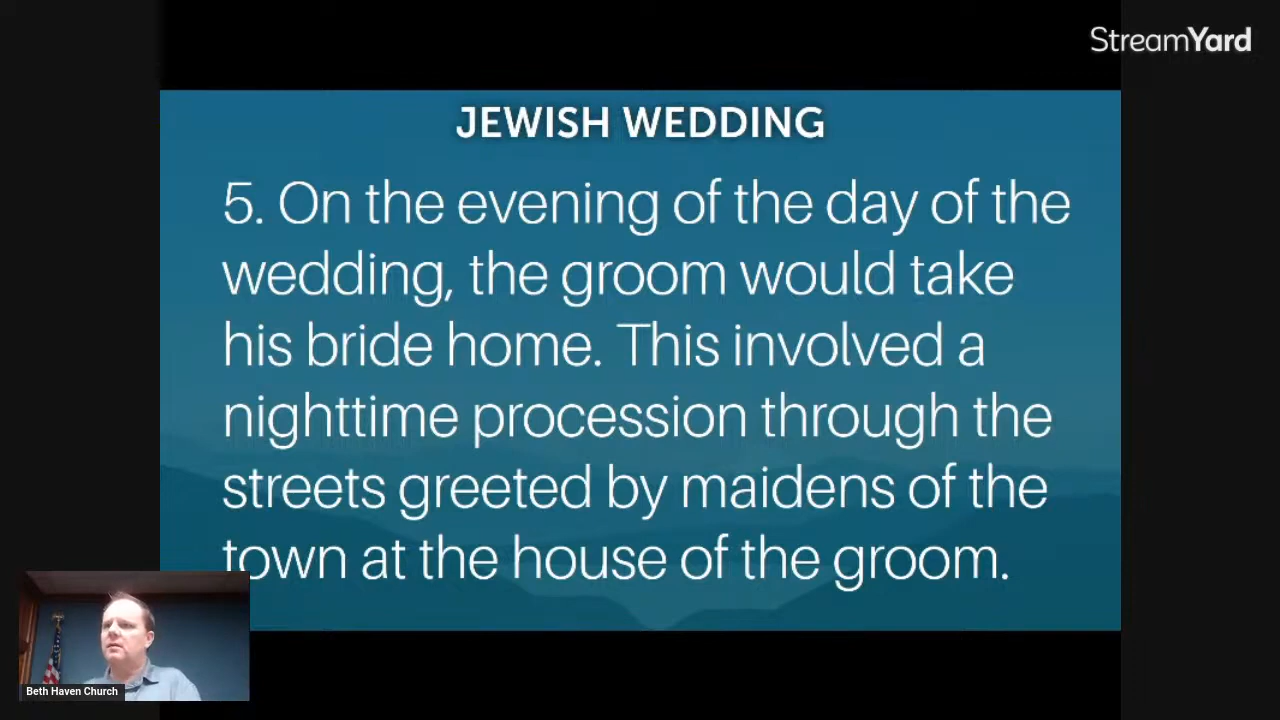 StreamYard
JEWISH WEDDING
5. On the evening of the day of the
wedding, the groom would take
his bride home. This involved a
nighttime procession through the
streets greeted by maidens of the
town at the house of the groom.
Beth Haven Church